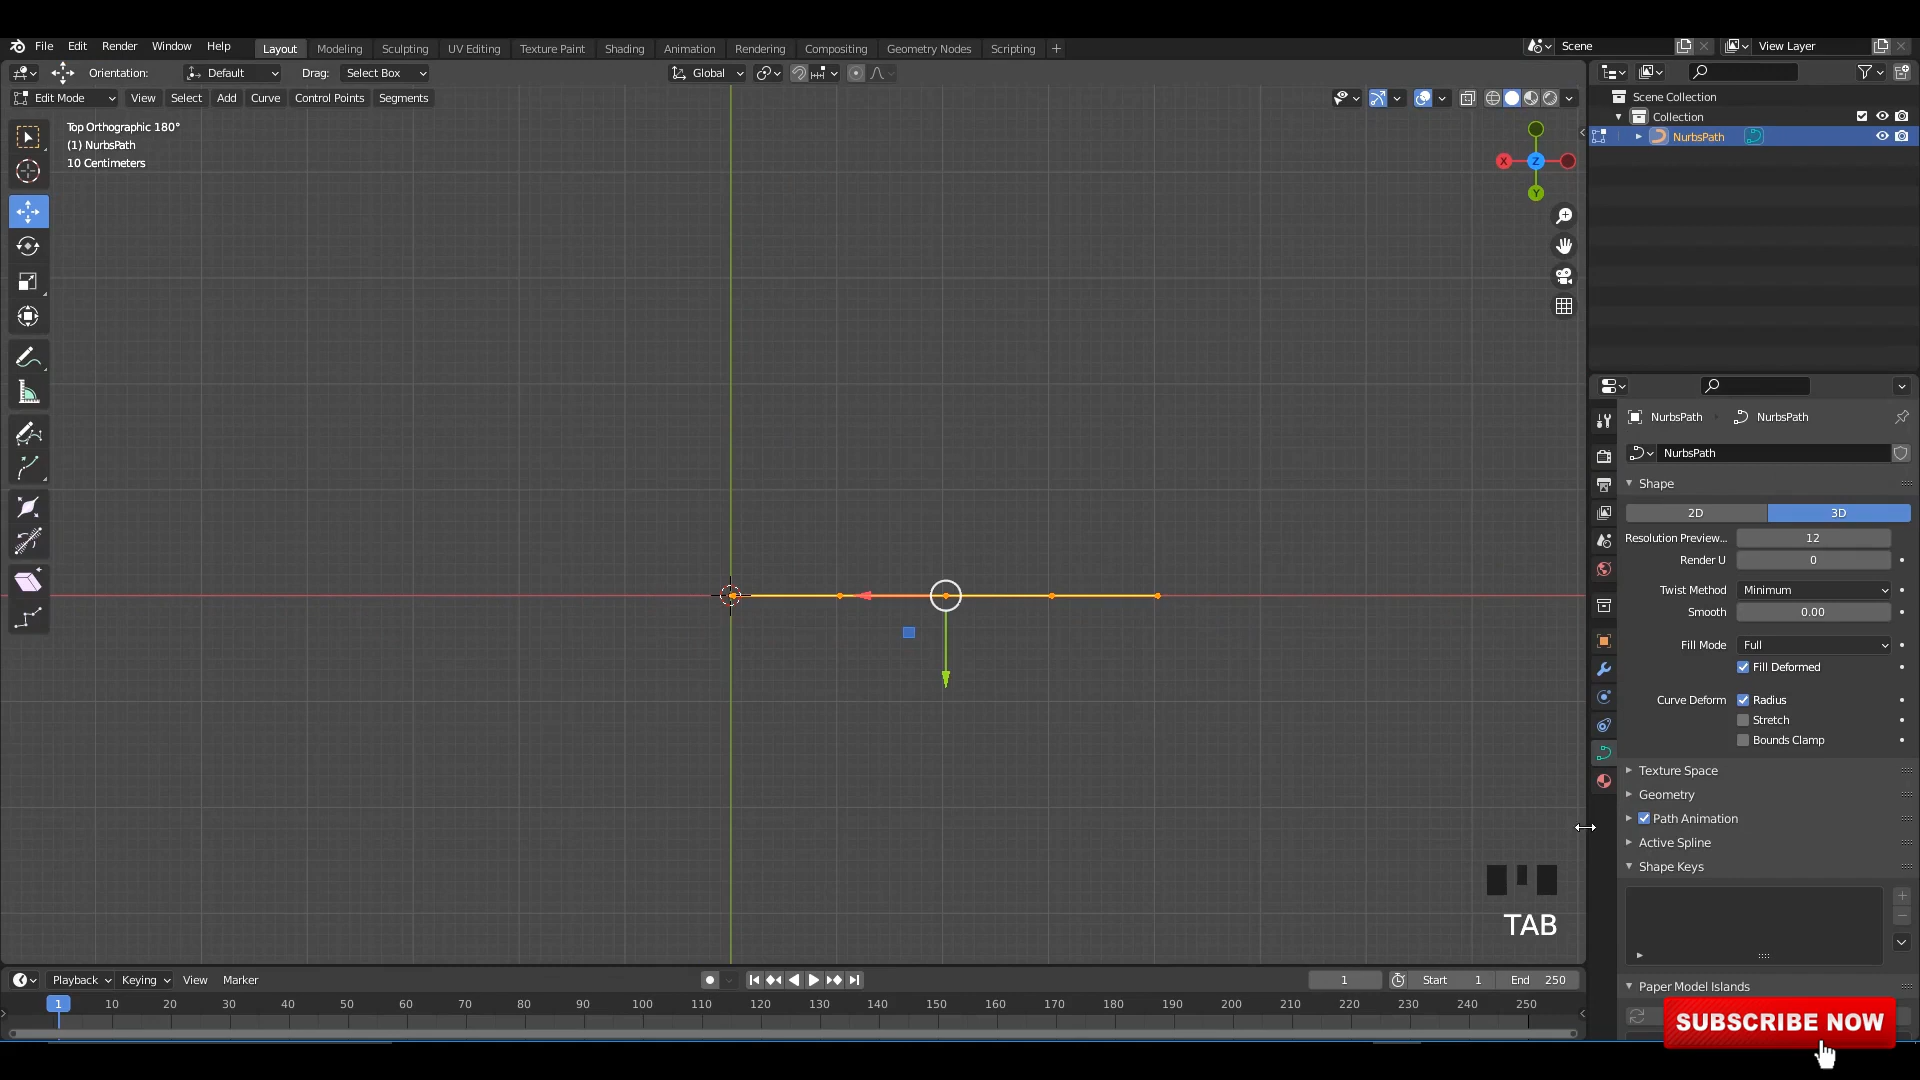 File Edit Render Window Help Layout Modeling Sculpting UV Editing Texture Paint Shading Animation Rendering Compositing Geometry Nodes Scripting + Scene View Layer
Orientation: Default Drag: Select Box Global
Edit Mode View Select Add Curve Control Points Segments
Top Orthographic 180°
(1) NurbsPath
10 Centimeters
X Z
Y
Scene Collection
Collection
NurbsPath
NurbsPath NurbsPath
NurbsPath
Shape
2D 3D
Resolution Preview... 12
Render U 0
Twist Method Minimum
Smooth 0.00
Fill Mode Full
Fill Deformed
Curve Deform Radius
Stretch
Bounds Clamp
Texture Space
Geometry
Path Animation
Active Spline
Shape Keys
TAB
Paper Model Islands
Playback Keying View Marker 1 Start 1 End 250
1 10 20 30 40 50 60 70 80 90 100 110 120 130 140 150 160 170 180 190 200 210 220 230 240 250
SUBSCRIBE NOW